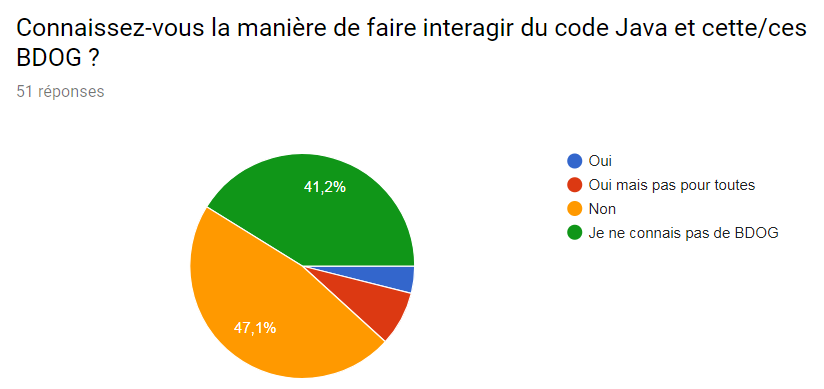 Connaissez-vous la manière de faire interagir du code Java et cette/ces
BDOG ?
51 réponses
41,2%
47,1%
Oui
Oui mais pas pour toutes
Non
Je ne connais pas de BDOG